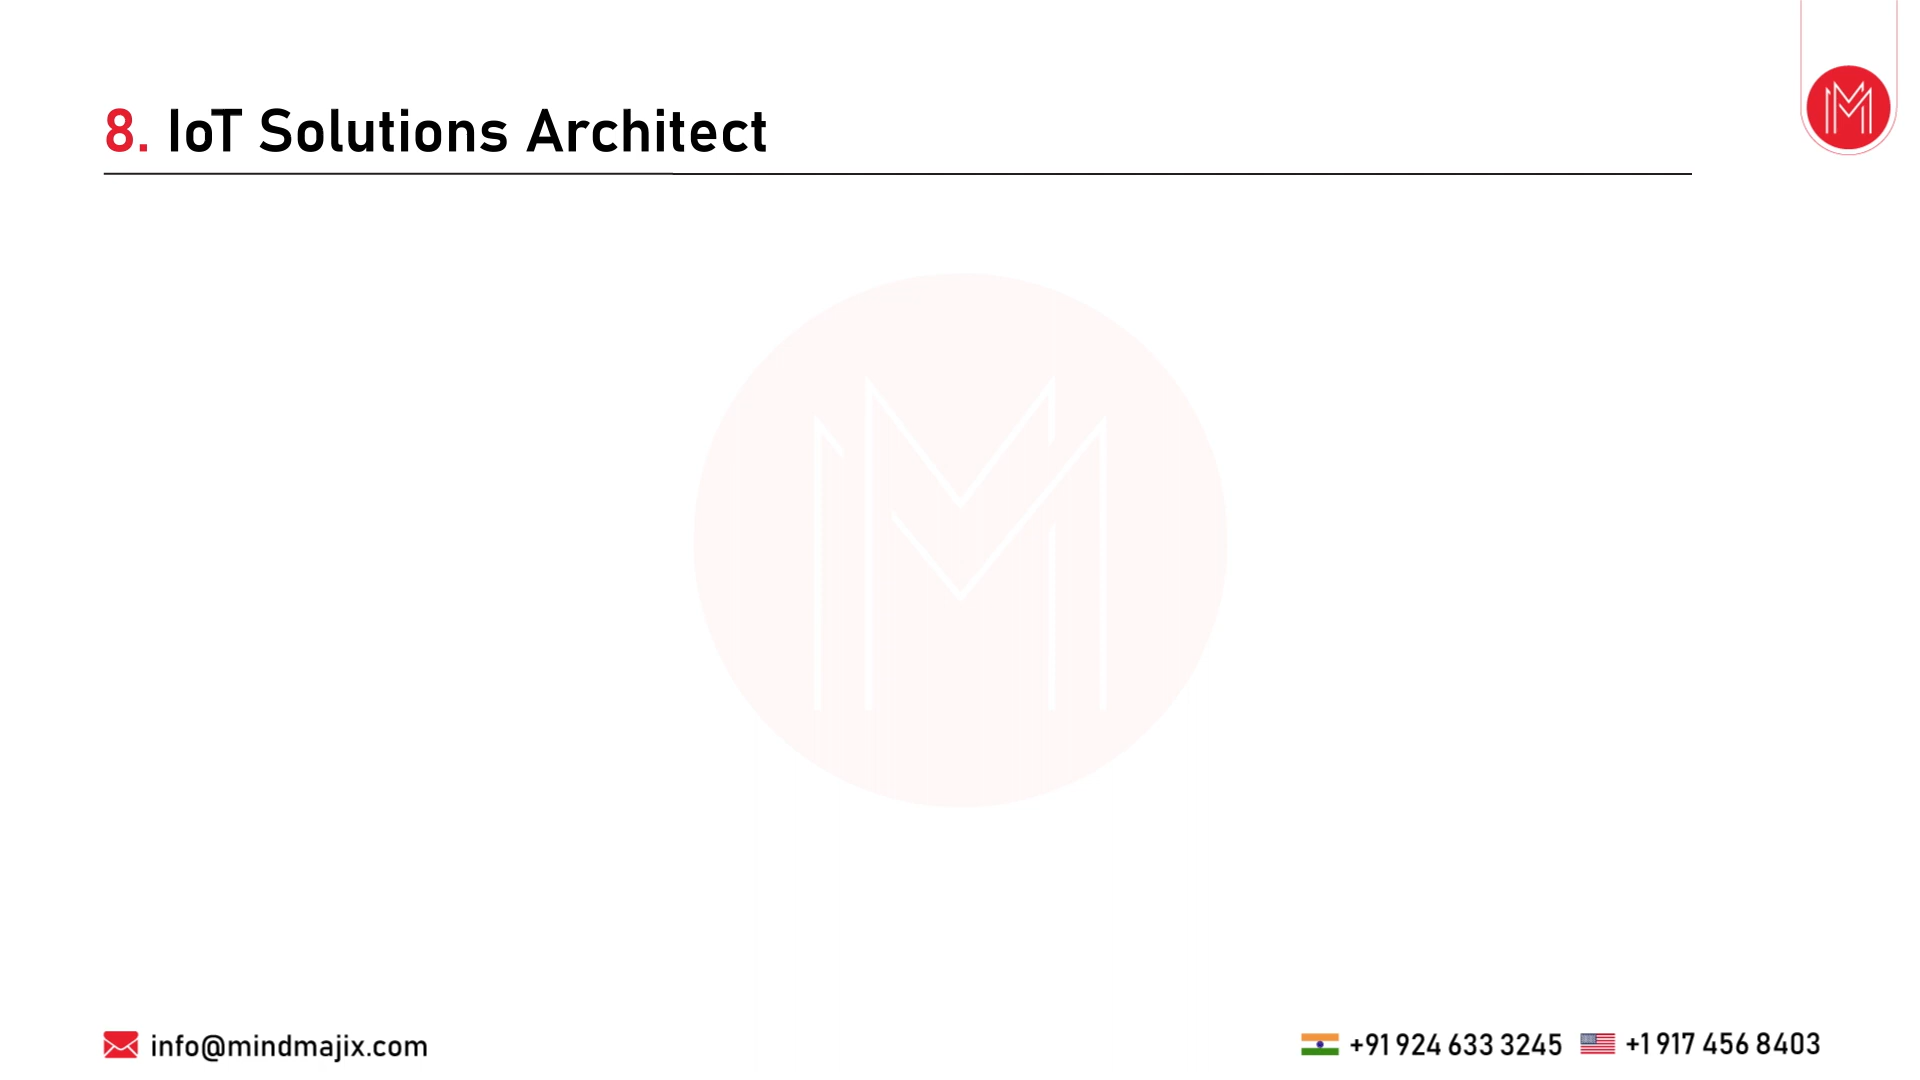 8. IoT Solutions Architect
info@mindmajix.com
+91 924 633 3245
+1 917 456 8403